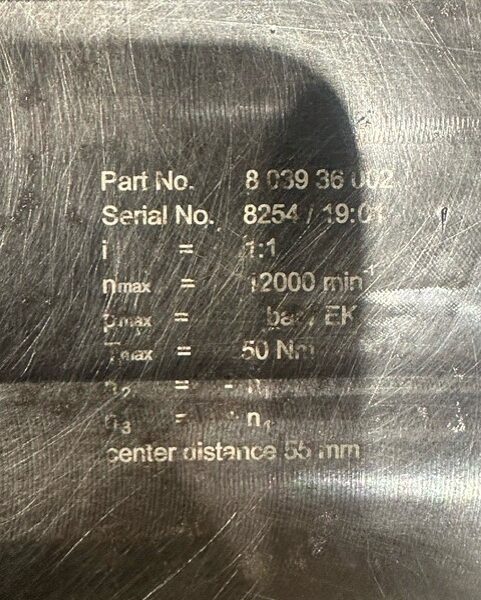 Part No. 8 039 36 002
Serial No. 8254 / 19:01
i = 1:1
nmax = 12000 min⁻¹
pmax = bar / EK
Tmax = 50 Nm
n2 = - n
n3 = n1
center distance 55 mm